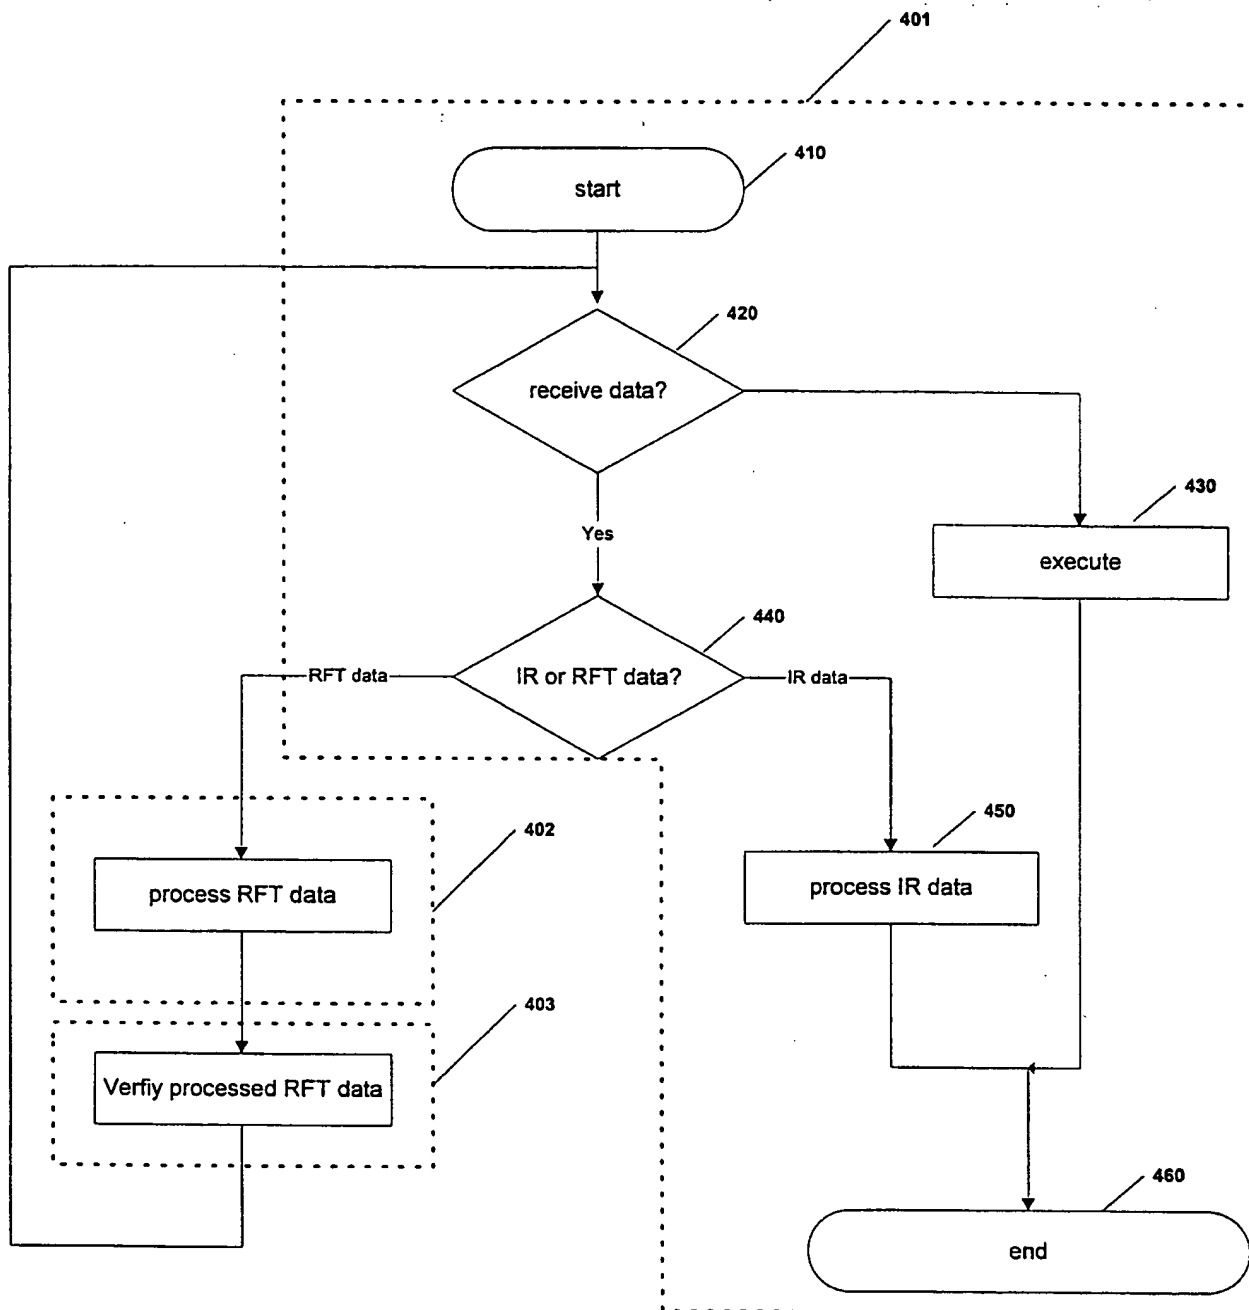 401
410
start
420
receive data?
430
Yes
execute
440
RFT data
IR or RFT data?
IR data
402
450
process RFT data
process IR data
403
Verfiy processed RFT data
460
end